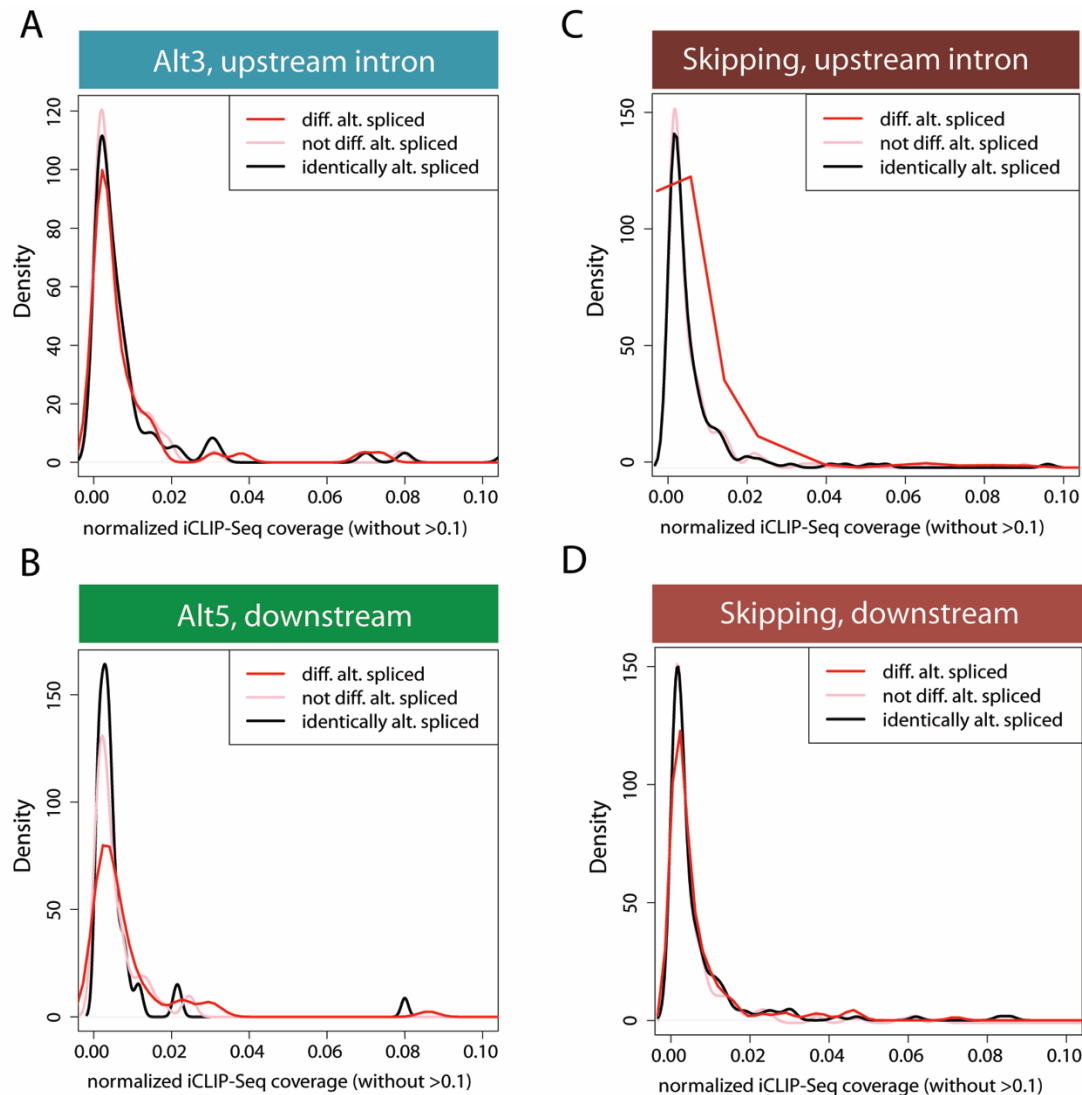 A
Alt3, upstream intron
diff. alt. spliced
not diff. alt. spliced
identically alt. spliced
Density
0 20 40 60 80 100 120
0.00 0.02 0.04 0.06 0.08 0.10
normalized iCLIP-Seq coverage (without >0.1)
B
Alt5, downstream
diff. alt. spliced
not diff. alt. spliced
identically alt. spliced
Density
0 50 100 150
0.00 0.02 0.04 0.06 0.08 0.10
normalized iCLIP-Seq coverage (without >0.1)
C
Skipping, upstream intron
diff. alt. spliced
not diff. alt. spliced
identically alt. spliced
Density
0 50 100 150
0.00 0.02 0.04 0.06 0.08 0.10
normalized iCLIP-Seq coverage (without >0.1)
D
Skipping, downstream
diff. alt. spliced
not diff. alt. spliced
identically alt. spliced
Density
0 50 100 150
0.00 0.02 0.04 0.06 0.08 0.10
normalized iCLIP-Seq coverage (without >0.1)